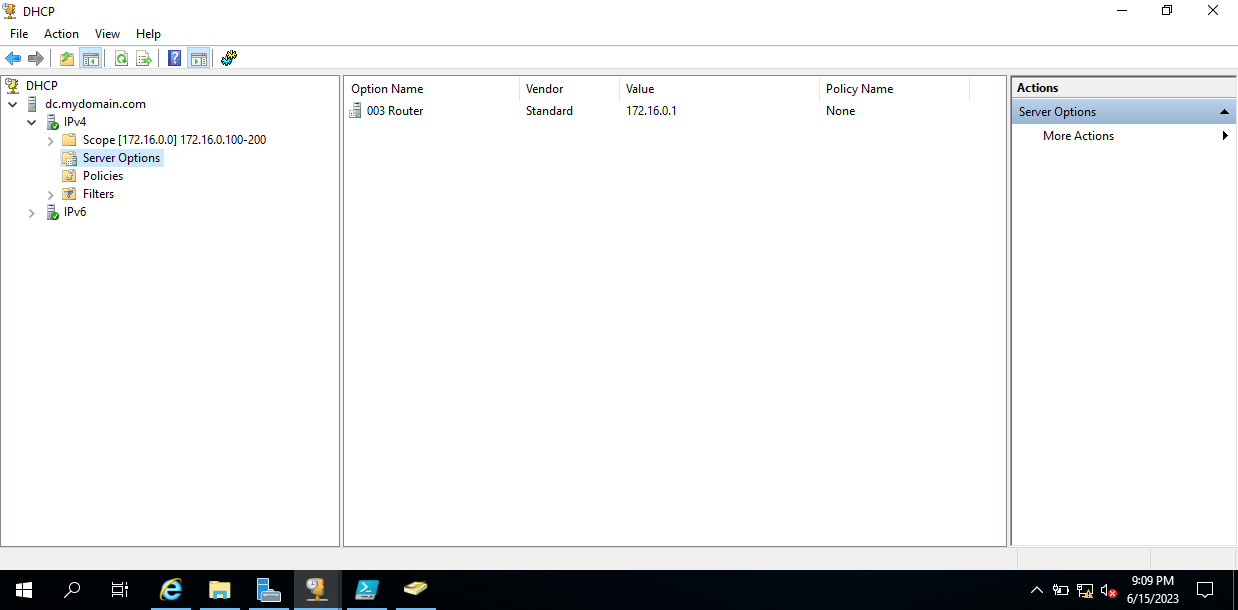 DHCP
File Action View Help
DHCP
dc.mydomain.com
IPv4
Scope [172.16.0.0] 172.16.0.100-200
Server Options
Policies
Filters
IPv6
Option Name Vendor Value Policy Name
003 Router Standard 172.16.0.1 None
Actions
Server Options
More Actions
9:09 PM
6/15/2023